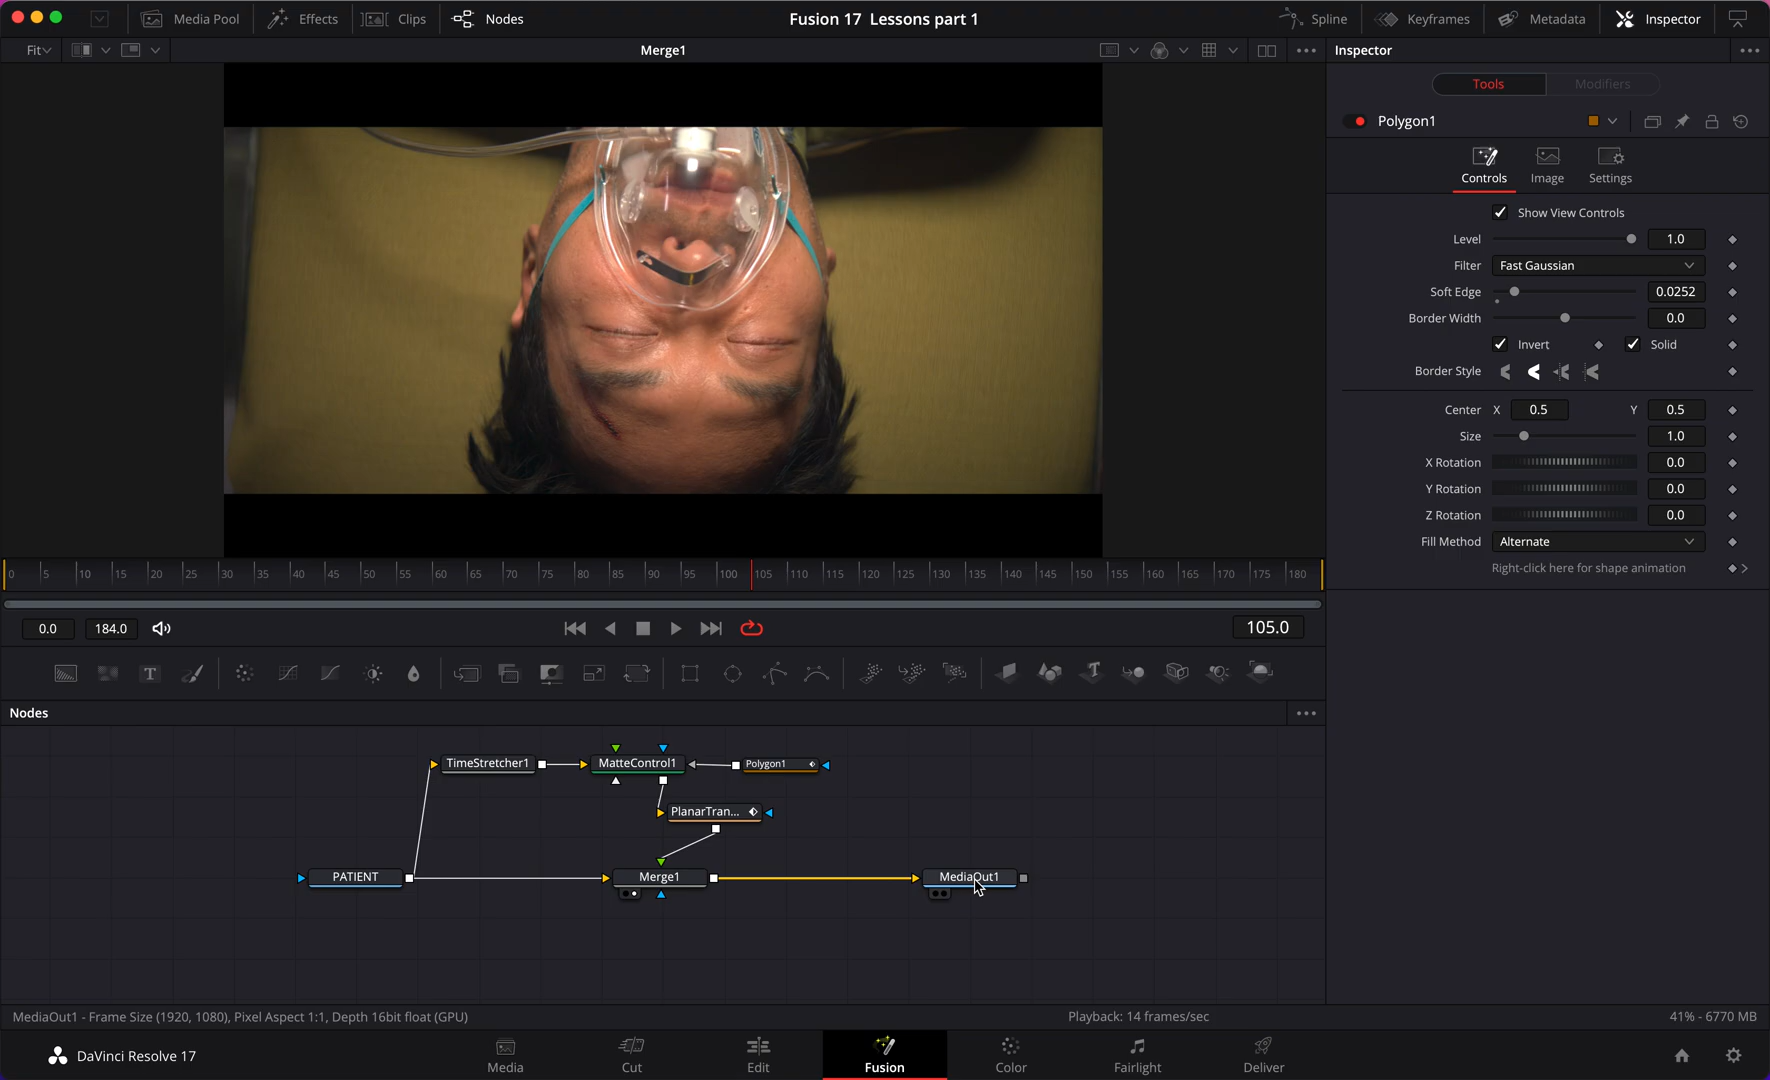 Media Pool Effects Clips Nodes Fusion 17 Lessons part 1 Spline Keyframes Metadata Inspector
Fit Merge1 Inspector
Tools Modifiers
Polygon1
Controls Image Settings
Show View Controls
Level 1.0
Filter Fast Gaussian
Soft Edge 0.0252
Border Width 0.0
Invert Solid
Border Style
Center X 0.5 Y 0.5
Size 1.0
X Rotation 0.0
Y Rotation 0.0
Z Rotation 0.0
Fill Method Alternate
Right-click here for shape animation
0 5 10 15 20 25 30 35 40 45 50 55 60 65 70 75 80 85 90 95 100 105 110 115 120 125 130 135 140 145 150 155 160 165 170 175 180
0.0 184.0 105.0
Nodes
TimeStretcher1 MatteControl1 Polygon1
PlanarTran...
PATIENT Merge1 MediaOut1
MediaOut1 - Frame Size (1920, 1080), Pixel Aspect 1:1, Depth 16bit float (GPU) Playback: 14 frames/sec 41% - 6770 MB
DaVinci Resolve 17 Media Cut Edit Fusion Color Fairlight Deliver